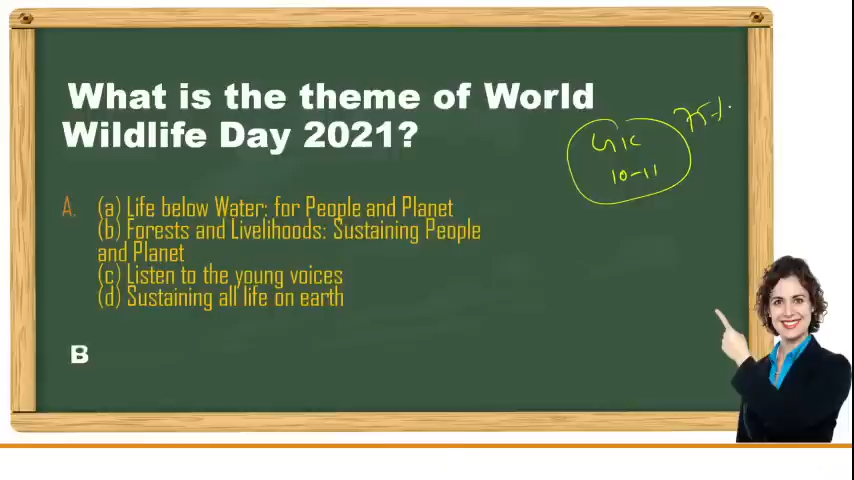 What is the theme of World
Wildlife Day 2021?
A. (a) Life below Water: for People and Planet
(b) Forests and Livelihoods: Sustaining People
and Planet
(c) Listen to the young voices
(d) Sustaining all life on earth
B
10-11
75%